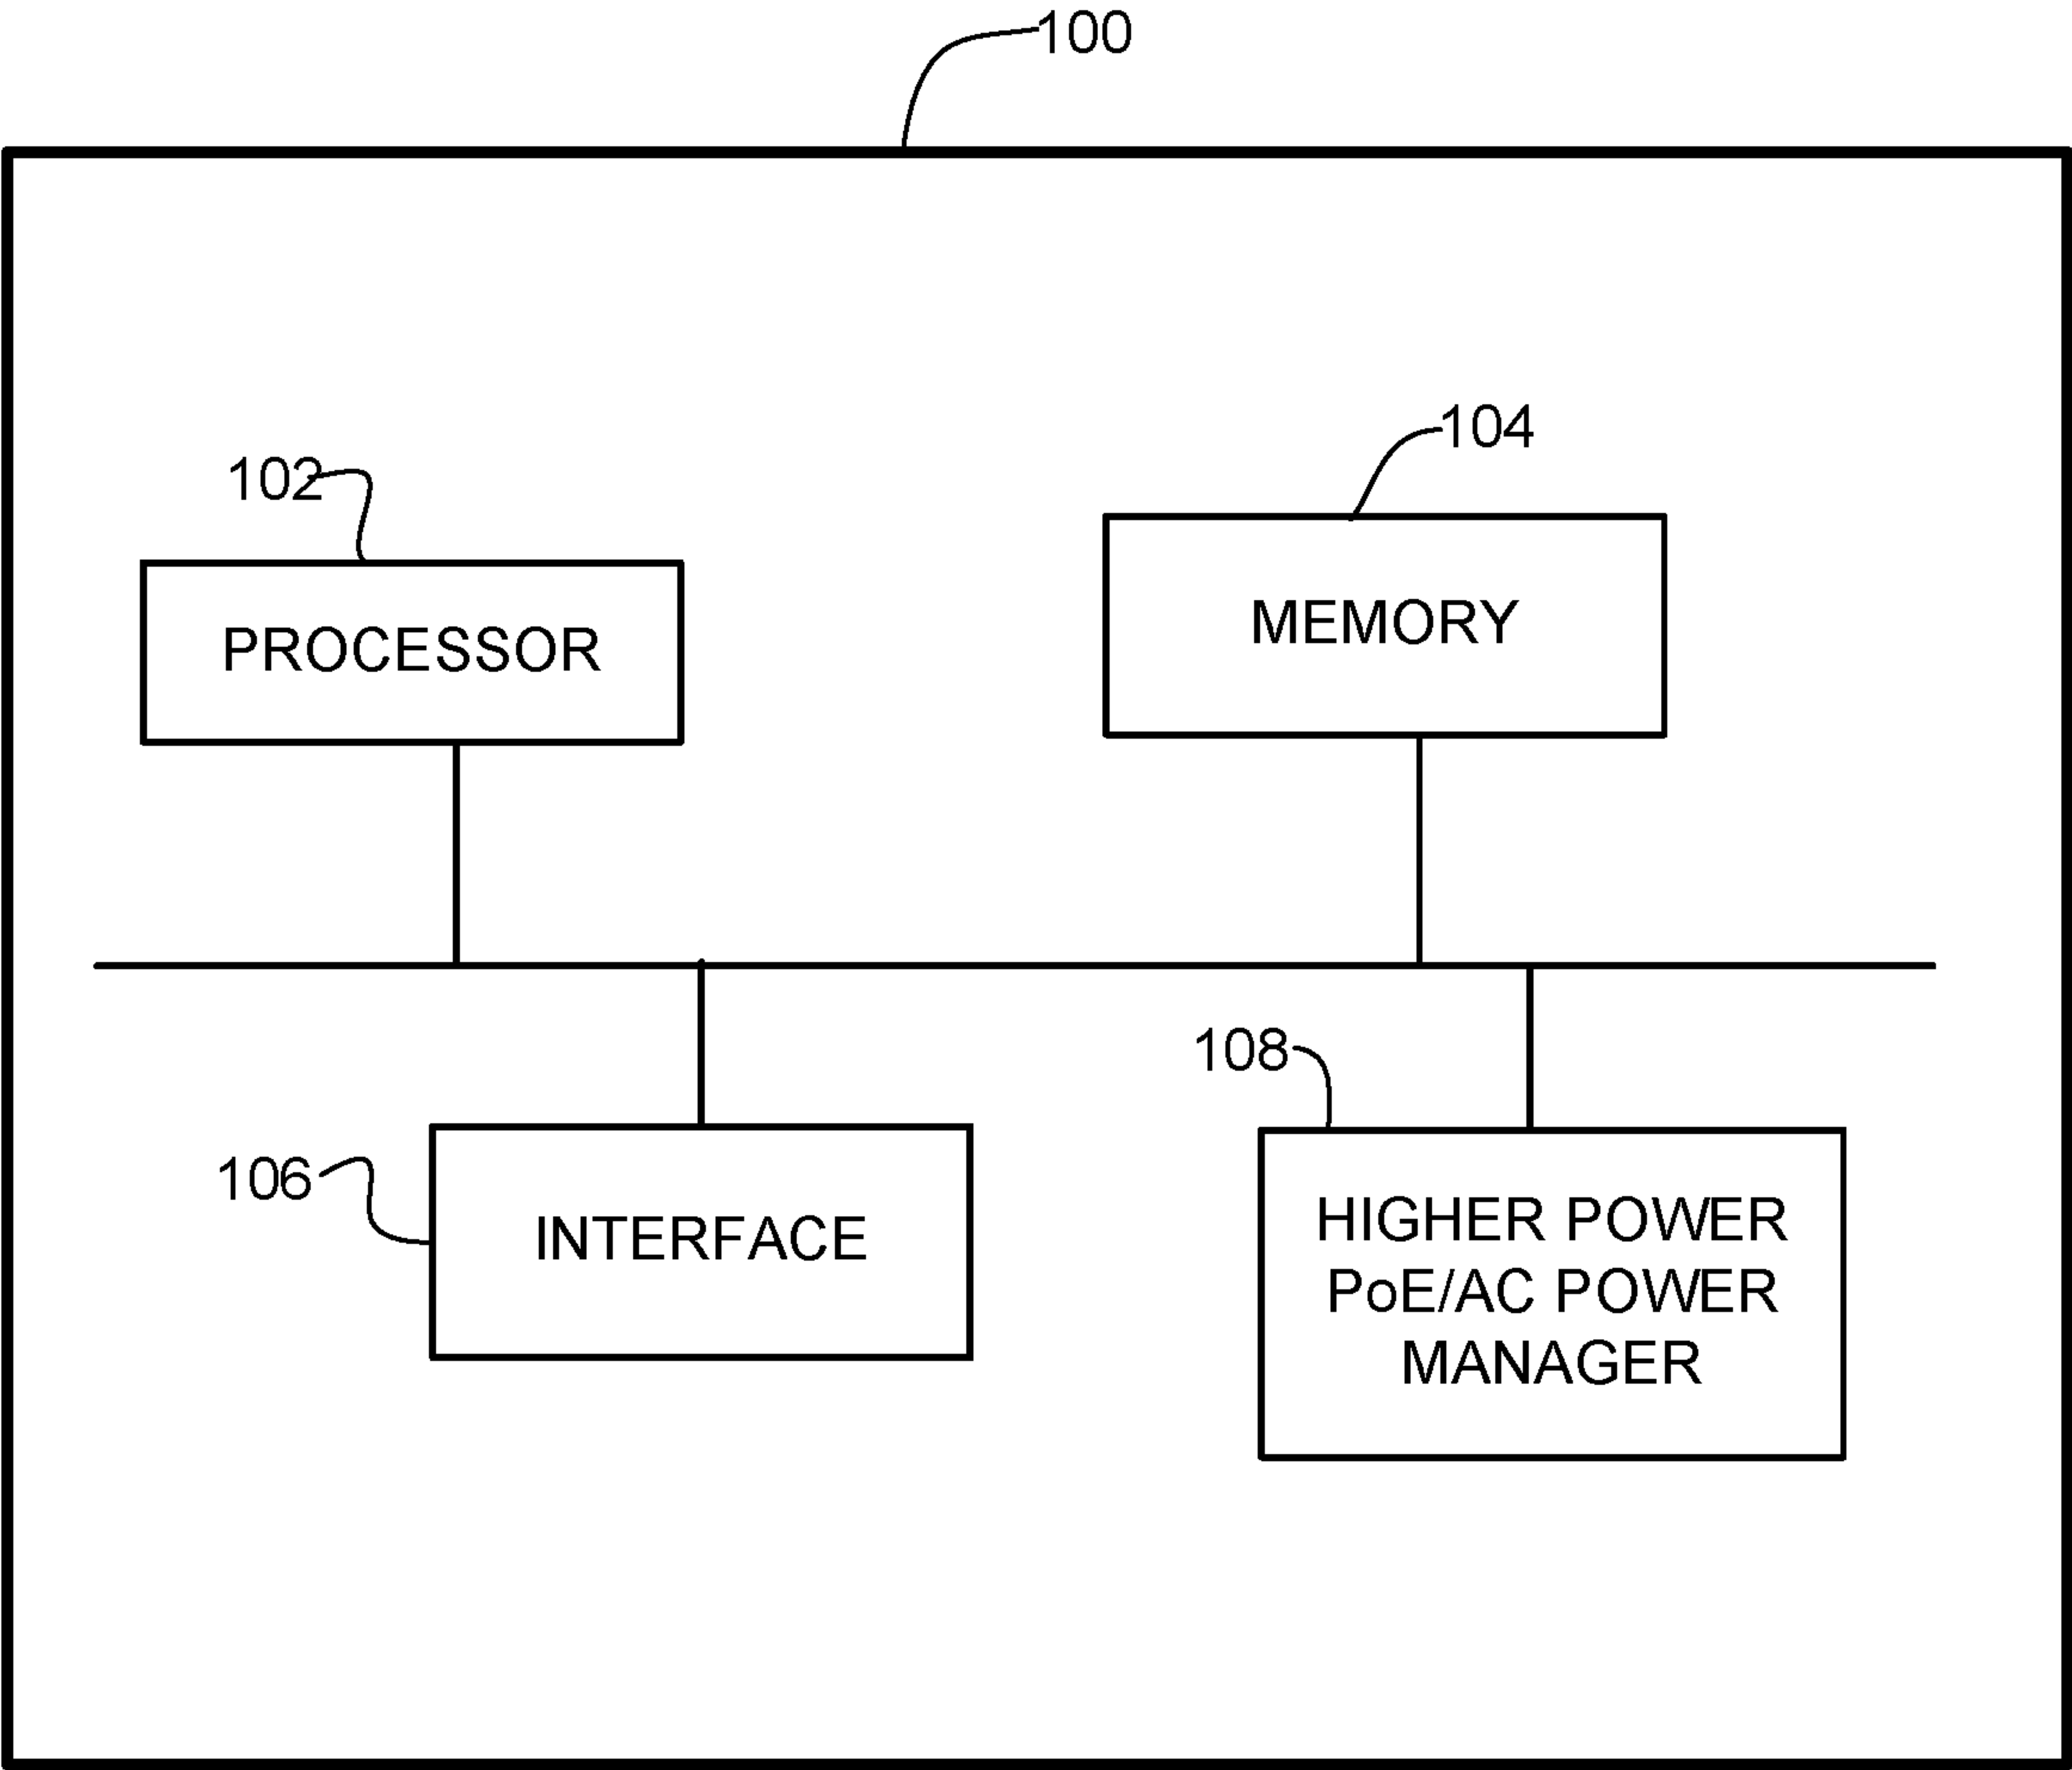 100
104
102
MEMORY
PROCESSOR
108
106
INTERFACE
HIGHER POWER
PoE/AC POWER
MANAGER